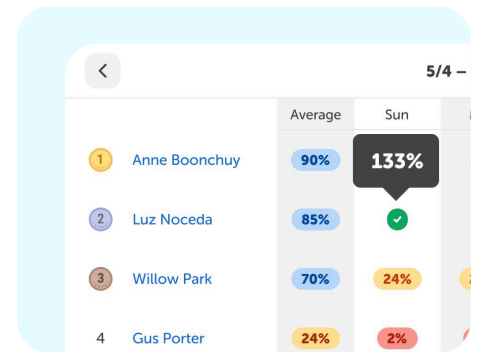 5/4 –
Average Sun
1 Anne Boonchuy 90% 133%
2 Luz Noceda 85%
3 Willow Park 70% 24%
4 Gus Porter 24% 2%